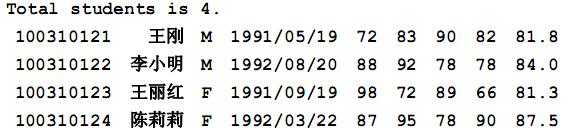 Total students is 4.
100310121 王刚 M 1991/05/19 72 83 90 82 81.8
100310122 李小明 M 1992/08/20 88 92 78 78 84.0
100310123 王丽红 F 1991/09/19 98 72 89 66 81.3
100310124 陈莉莉 F 1992/03/22 87 95 78 90 87.5